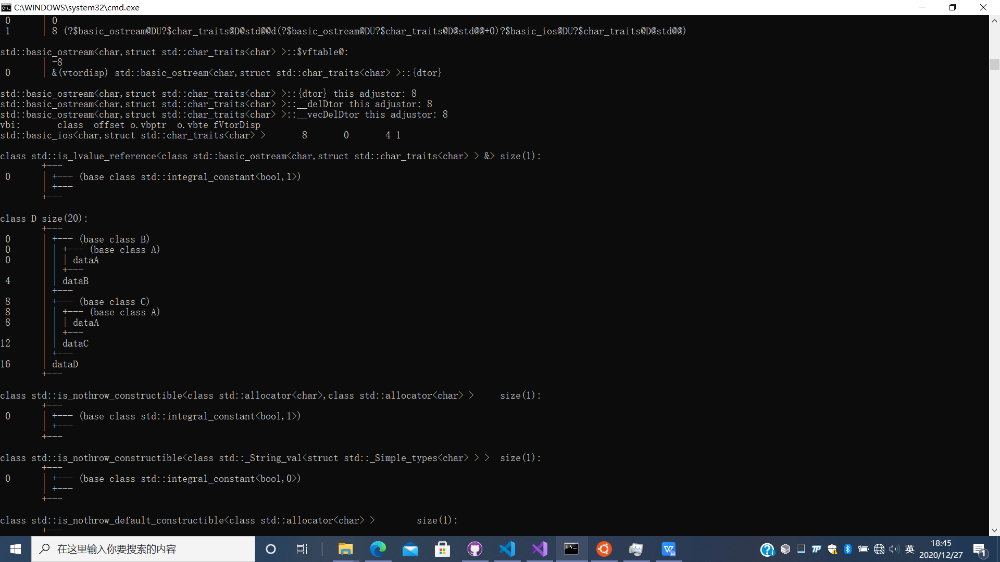 C:\WINDOWS\system32\cmd.exe
0 | 0
1 | 8 (?$basic_ostream@DU?$char_traits@D@std@@d(?$basic_ostream@DU?$char_traits@D@std@@+0)?$basic_ios@DU?$char_traits@D@std@@)
std::basic_ostream<char,struct std::char_traits<char> >::$vftable@:
| -8
0 | &(vtordisp) std::basic_ostream<char,struct std::char_traits<char> >::{dtor}
std::basic_ostream<char,struct std::char_traits<char> >::{dtor} this adjustor: 8
std::basic_ostream<char,struct std::char_traits<char> >::__delDtor this adjustor: 8
std::basic_ostream<char,struct std::char_traits<char> >::__vecDelDtor this adjustor: 8
vbi: class offset o.vbptr o.vbte fVtorDisp
std::basic_ios<char,struct std::char_traits<char> > 8 0 4 1
class std::is_lvalue_reference<class std::basic_ostream<char,struct std::char_traits<char> > &> size(1):
+---
0 | +--- (base class std::integral_constant<bool,1>)
| +---
+---
class D size(20):
+---
0 | +--- (base class B)
0 | | +--- (base class A)
0 | | | dataA
| | +---
4 | | dataB
| +---
8 | +--- (base class C)
8 | | +--- (base class A)
8 | | | dataA
| | +---
12 | | dataC
| +---
16 | dataD
+---
class std::is_nothrow_constructible<class std::allocator<char>,class std::allocator<char> > size(1):
+---
0 | +--- (base class std::integral_constant<bool,1>)
| +---
+---
class std::is_nothrow_constructible<class std::_String_val<struct std::_Simple_types<char> > > size(1):
+---
0 | +--- (base class std::integral_constant<bool,0>)
| +---
+---
class std::is_nothrow_default_constructible<class std::allocator<char> > size(1):
+---
在这里输入你要搜索的内容
英
18:45
2020/12/27
1